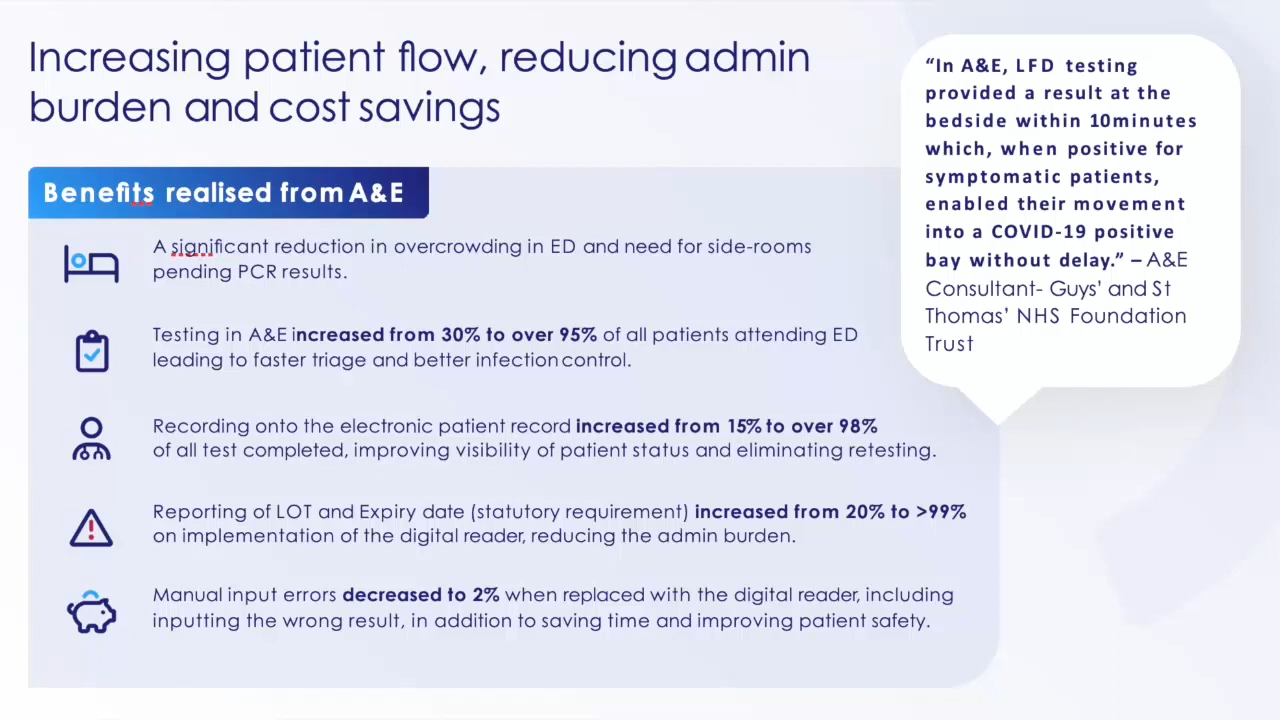 Increasing patient flow, reducing admin
burden and cost savings
Benefits realised from A&E
A significant reduction in overcrowding in ED and need for side-rooms
pending PCR results.
Testing in A&E increased from 30% to over 95% of all patients attending ED
leading to faster triage and better infection control.
Recording onto the electronic patient record increased from 15% to over 98%
of all test completed, improving visibility of patient status and eliminating retesting.
Reporting of LOT and Expiry date (statutory requirement) increased from 20% to >99%
on implementation of the digital reader, reducing the admin burden.
Manual input errors decreased to 2% when replaced with the digital reader, including
inputting the wrong result, in addition to saving time and improving patient safety.
“In A&E, LFD testing
provided a result at the
bedside within 10minutes
which, when positive for
symptomatic patients,
enabled their movement
into a COVID-19 positive
bay without delay.” – A&E
Consultant- Guys’ and St
Thomas’ NHS Foundation
Trust